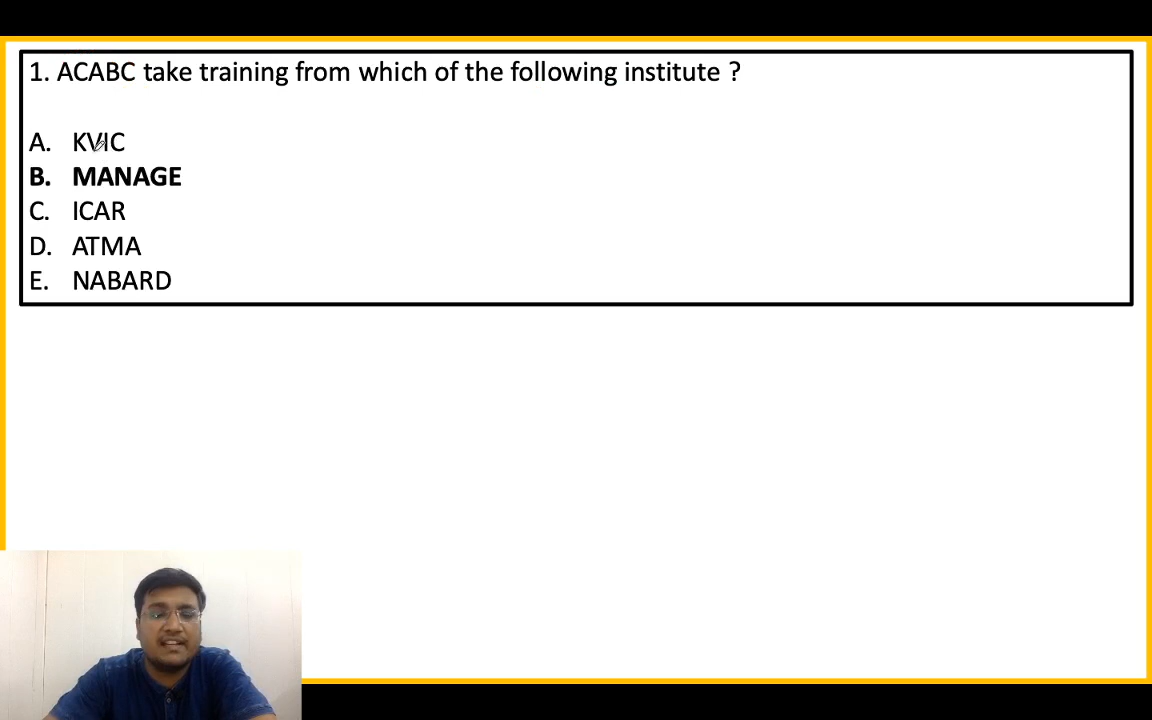 1. ACABC take training from which of the following institute ?
A. KVIC
B. MANAGE
C. ICAR
D. ATMA
E. NABARD